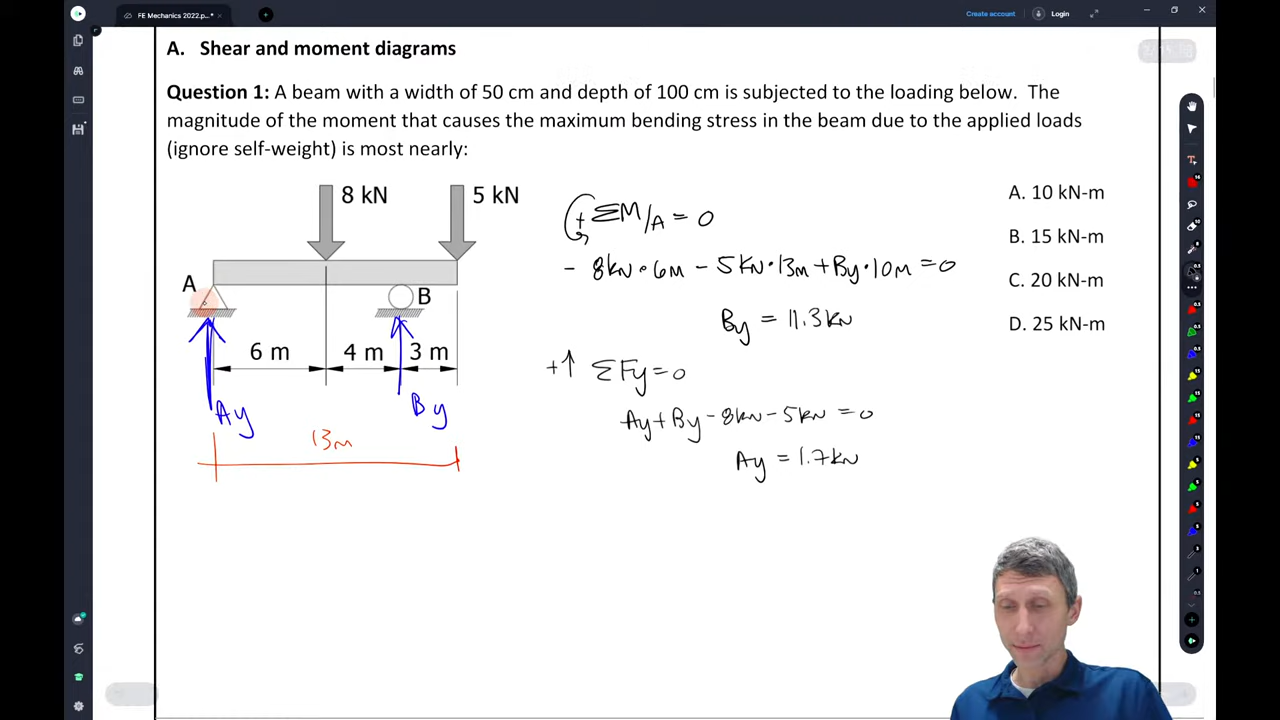 FE Mechanics 2022.p...*
Create account
Login
A. Shear and moment diagrams
Question 1: A beam with a width of 50 cm and depth of 100 cm is subjected to the loading below. The
magnitude of the moment that causes the maximum bending stress in the beam due to the applied loads
(ignore self-weight) is most nearly:
8 kN
5 kN
A
B
6 m
4 m
3 m
Ay
By
13m
+ ΣM/A = 0
- 8kN·6m - 5kN·13m + By·10m = 0
By = 11.3kN
+↑ ΣFy = 0
Ay + By - 8kN - 5kN = 0
Ay = 1.7kN
A. 10 kN-m
B. 15 kN-m
C. 20 kN-m
D. 25 kN-m